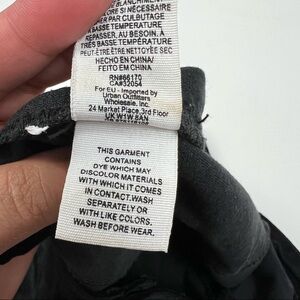 BLANCHIMENT
CHLORE SI NÉCESSAIRE
SÉCHER PAR CULBUTAGE
À BASSE TEMPÉRATURE
REPASSER, AU BESOIN, À
TRÈS BASSE TEMPÉRATURE
PEUT-ÊTRE NETTOYÉE SEC
HECHO EN CHINA/
FEITO EM CHINA/
RN#66170
CA#32054
For EU - Imported by
Urban Outfitters
Wholesale, Inc.
24 Market Place, 3rd Floor
UK W1W 8AN
THIS GARMENT
CONTAINS
DYE WHICH MAY
DISCOLOR MATERIALS
WITH WHICH IT COMES
IN CONTACT.WASH
SEPARATELY OR
WITH LIKE COLORS.
WASH BEFORE WEAR.